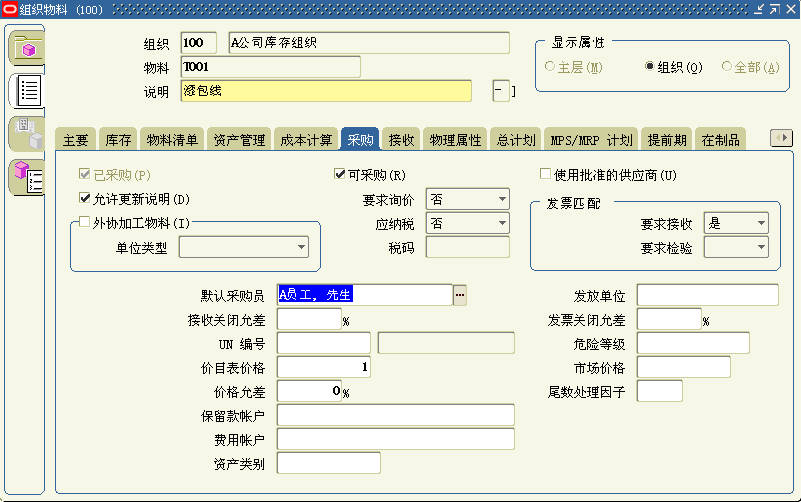 组织物料 (100)
组织 100 A公司库存组织
物料 T001
说明 漆包线 - ]
显示属性
主层(M) 组织(Q) 全部(A)
主要 库存 物料清单 资产管理 成本计算 采购 接收 物理属性 总计划 MPS/MRP 计划 提前期 在制品
已采购(P) 可采购(R) 使用批准的供应商(U)
允许更新说明(D) 要求询价 否
外协加工物料(I) 应纳税 否
单位类型 税码
发票匹配
要求接收 是
要求检验
默认采购员 A员工, 先生 ... 发放单位
接收关闭允差 % 发票关闭允差 %
UN 编号 危险等级
价目表价格 1 市场价格
价格允差 0 % 尾数处理因子
保留款帐户
费用帐户
资产类别